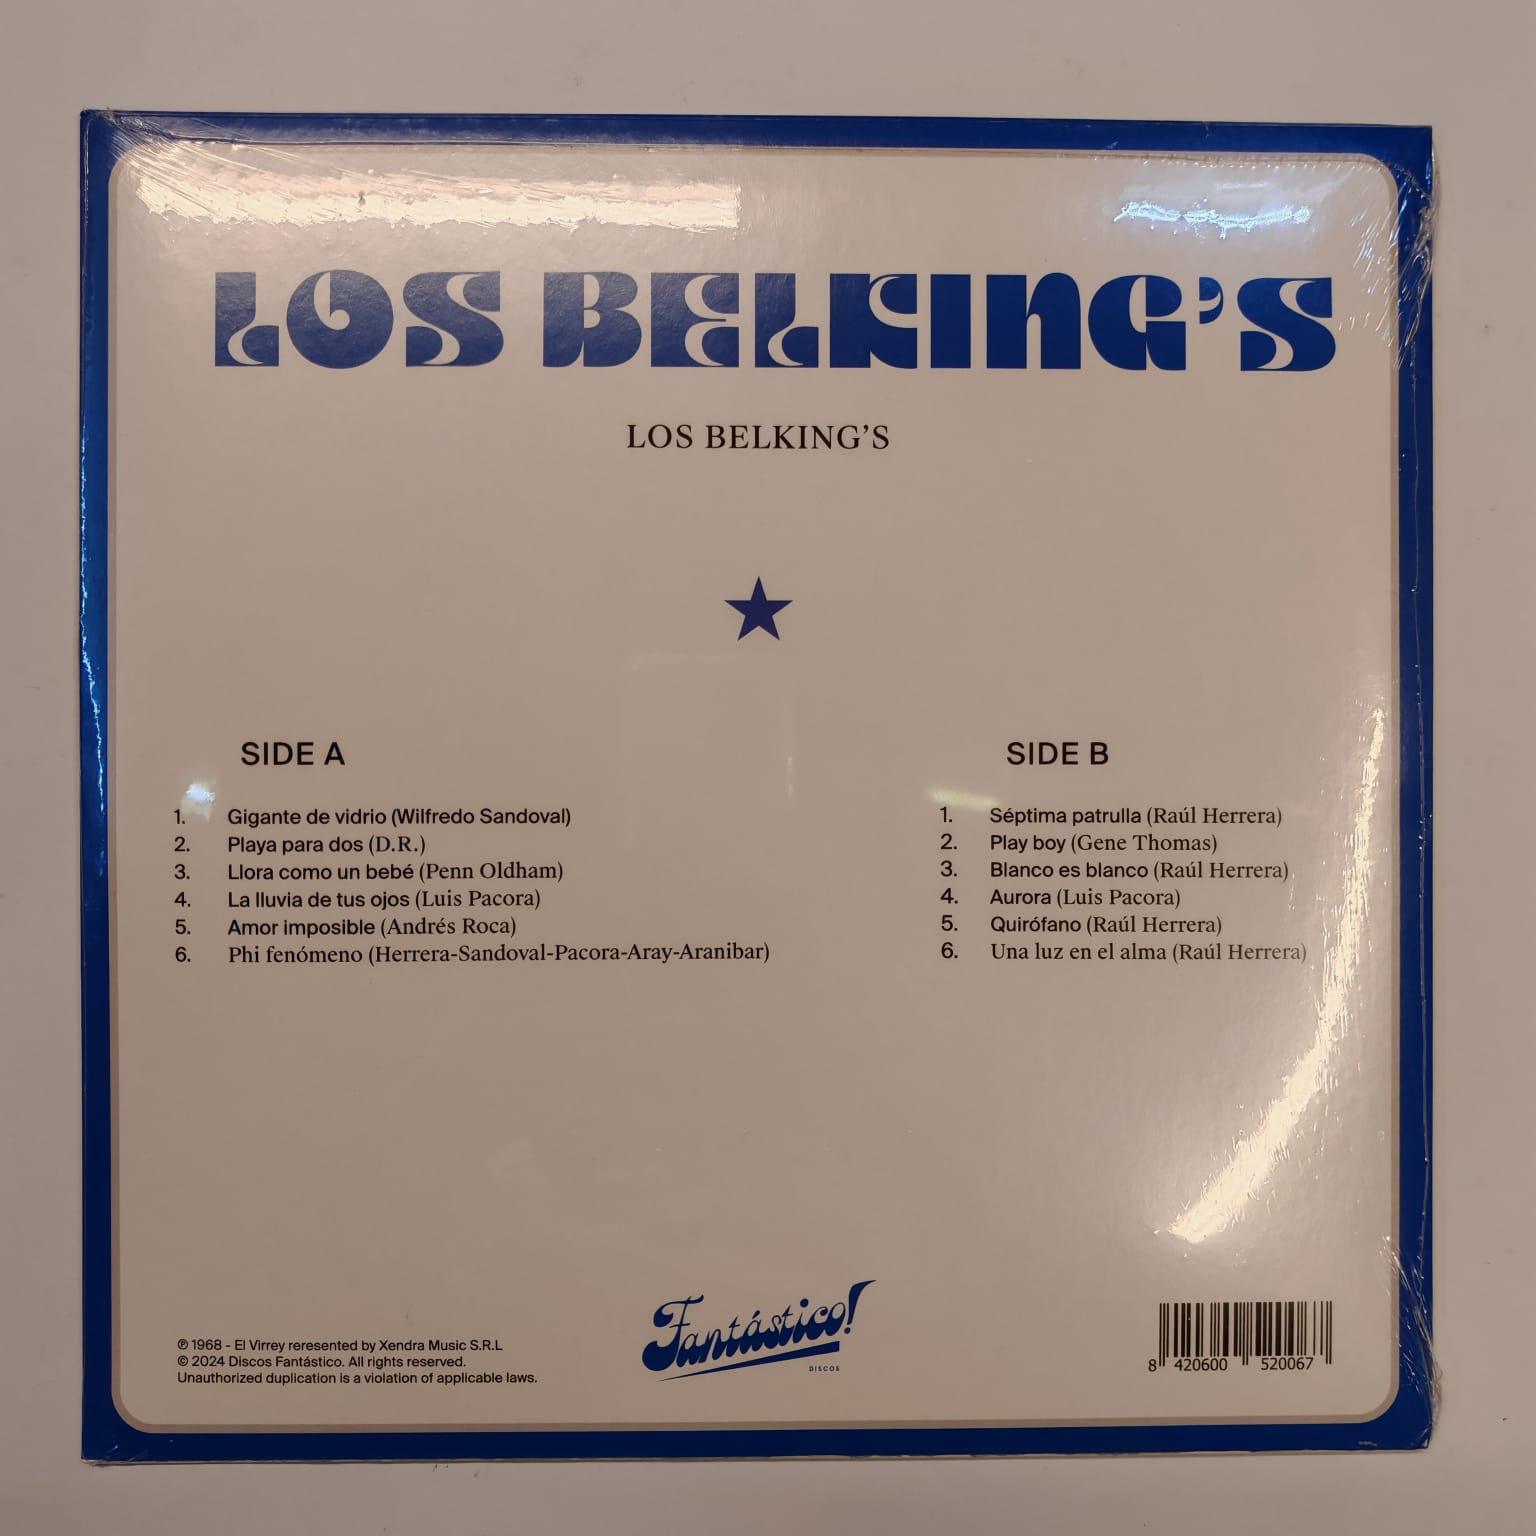 LOS BELKING'S
LOS BELKING'S
SIDE A
1. Gigante de vidrio (Wilfredo Sandoval)
2. Playa para dos (D.R.)
3. Llora como un bebé (Penn Oldham)
4. La lluvia de tus ojos (Luis Pacora)
5. Amor imposible (Andrés Roca)
6. Phi fenómeno (Herrera-Sandoval-Pacora-Aray-Aranibar)
SIDE B
1. Séptima patrulla (Raúl Herrera)
2. Play boy (Gene Thomas)
3. Blanco es blanco (Raúl Herrera)
4. Aurora (Luis Pacora)
5. Quirófano (Raúl Herrera)
6. Una luz en el alma (Raúl Herrera)
℗ 1968 - El Virrey reresented by Xendra Music S.R.L
© 2024 Discos Fantástico. All rights reserved.
Unauthorized duplication is a violation of applicable laws.
Fantástico!
DISCOS
8 420600 520067